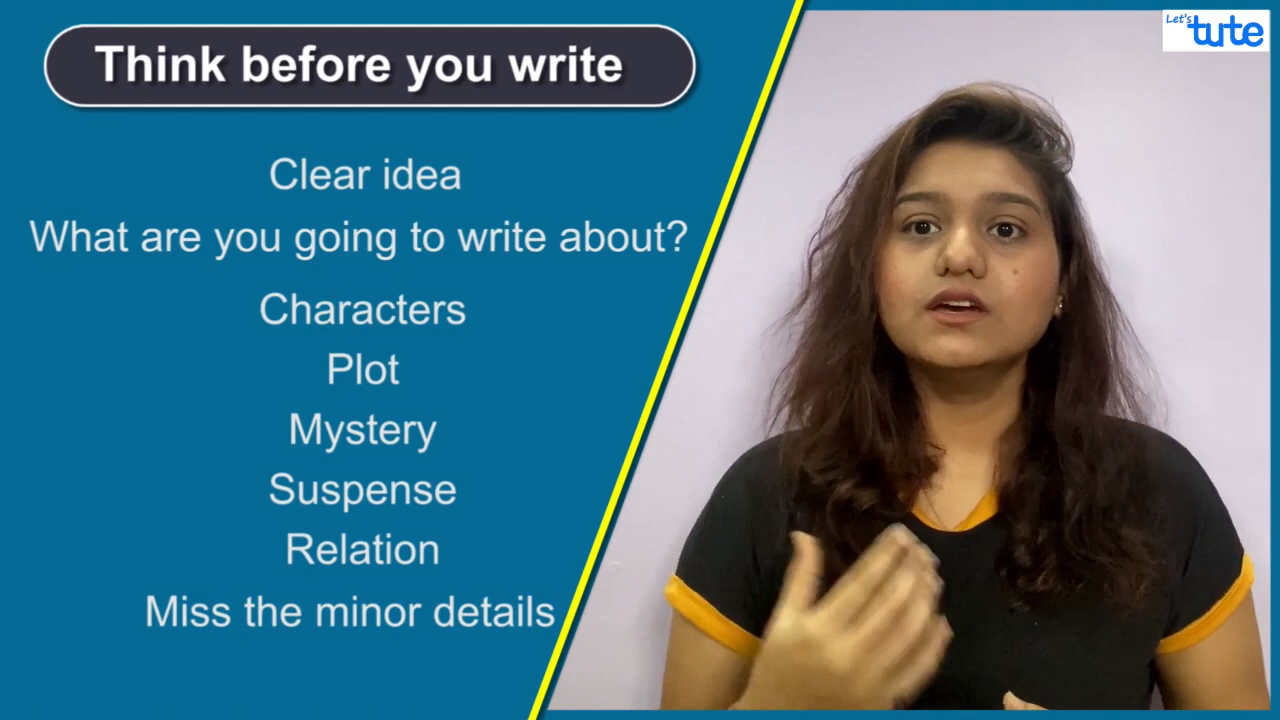 Think before you write
Clear idea
What are you going to write about?
Characters
Plot
Mystery
Suspense
Relation
Miss the minor details
Let's
tute